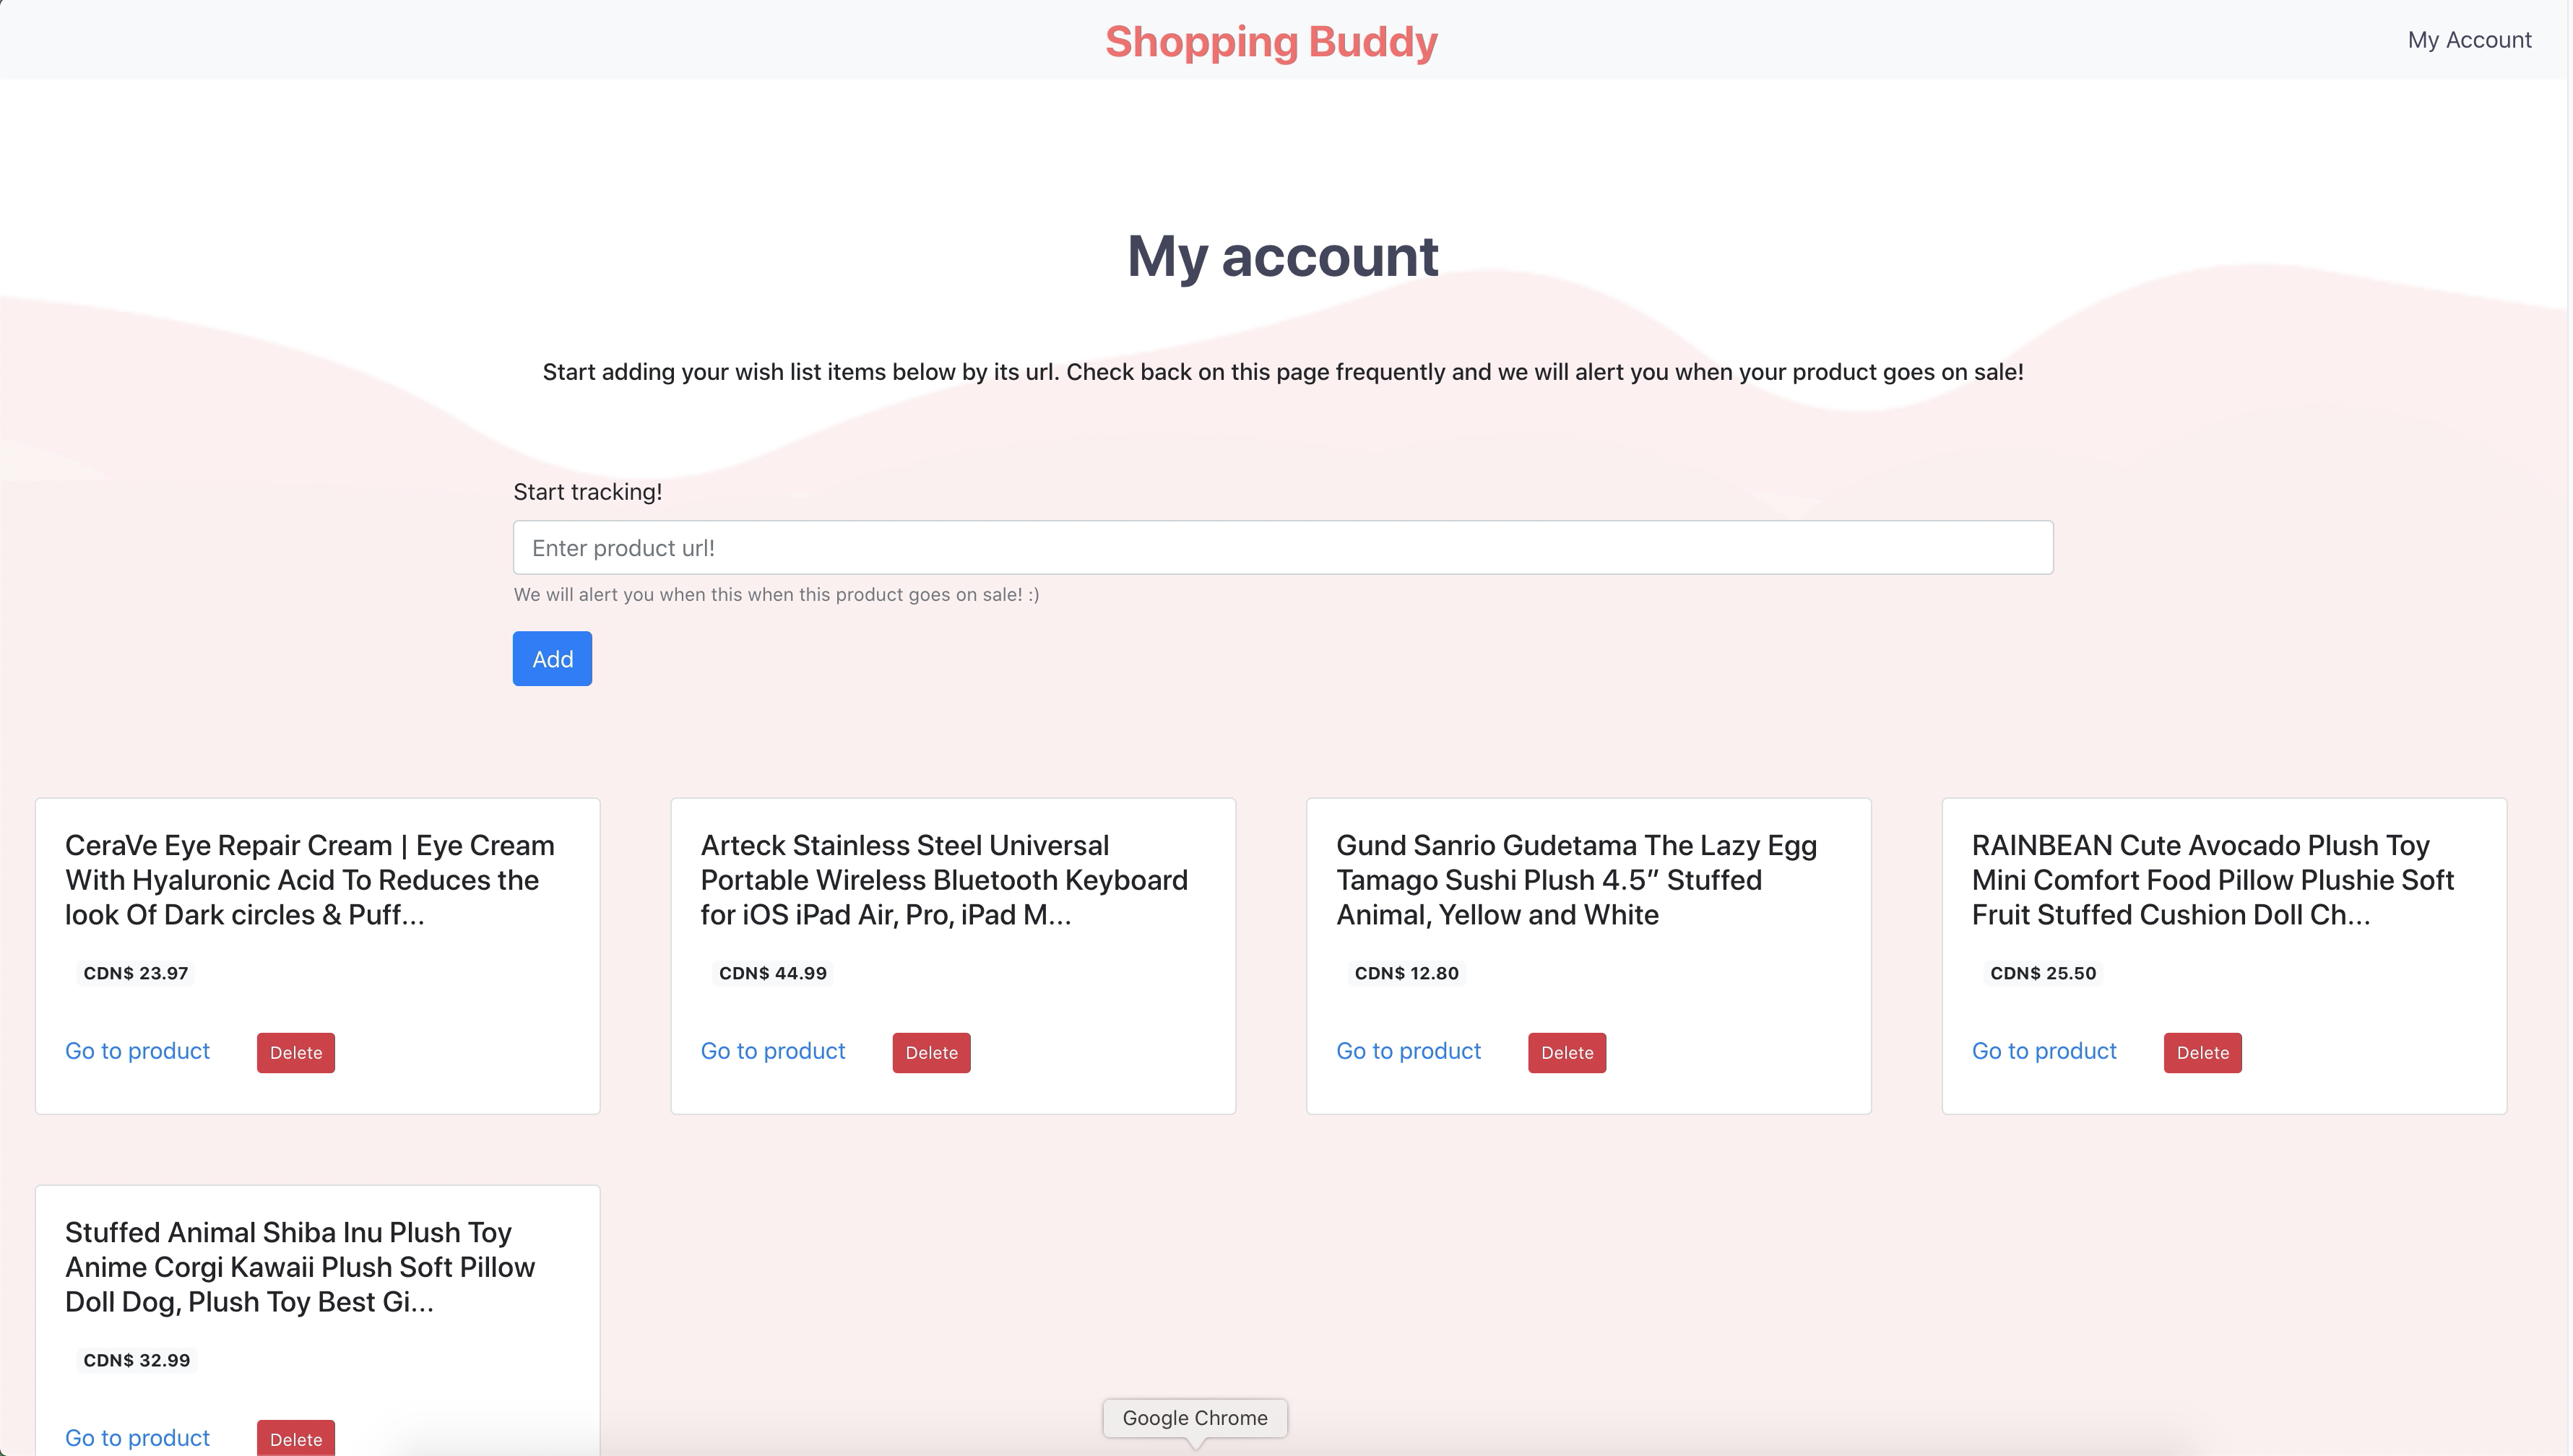 Shopping Buddy
My Account
My account
Start adding your wish list items below by its url. Check back on this page frequently and we will alert you when your product goes on sale!
Start tracking!
Enter product url!
We will alert you when this when this product goes on sale! :)
Add
CeraVe Eye Repair Cream | Eye Cream
With Hyaluronic Acid To Reduces the
look Of Dark circles & Puff...
CDN$ 23.97
Go to product
Delete
Arteck Stainless Steel Universal
Portable Wireless Bluetooth Keyboard
for iOS iPad Air, Pro, iPad M...
CDN$ 44.99
Go to product
Delete
Gund Sanrio Gudetama The Lazy Egg
Tamago Sushi Plush 4.5” Stuffed
Animal, Yellow and White
CDN$ 12.80
Go to product
Delete
RAINBEAN Cute Avocado Plush Toy
Mini Comfort Food Pillow Plushie Soft
Fruit Stuffed Cushion Doll Ch...
CDN$ 25.50
Go to product
Delete
Stuffed Animal Shiba Inu Plush Toy
Anime Corgi Kawaii Plush Soft Pillow
Doll Dog, Plush Toy Best Gi...
CDN$ 32.99
Go to product
Delete
Google Chrome